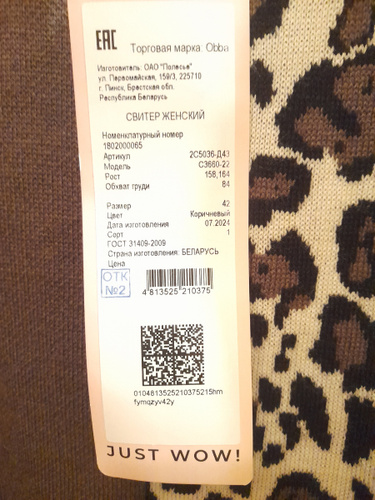 EAC
Торговая марка: Obba
Изготовитель: ОАО "Полесье"
ул. Первомайская, 159/3, 225710
г. Пинск, Брестская обл.
Республика Беларусь
СВИТЕР ЖЕНСКИЙ
Номенклатурный номер
1802000065
Артикул 2С5036-Д43
Модель С3660-22
Рост 158,164
Обхват груди 84
Размер 42
Цвет Коричневый
Дата изготовления 07.2024
Сорт 1
ГОСТ 31409-2009
Страна изготовления: БЕЛАРУСЬ
Цена
ОТК
№2
4 813525 210375
0104813525210375215hm
fymqzyv42y
JUST WOW!